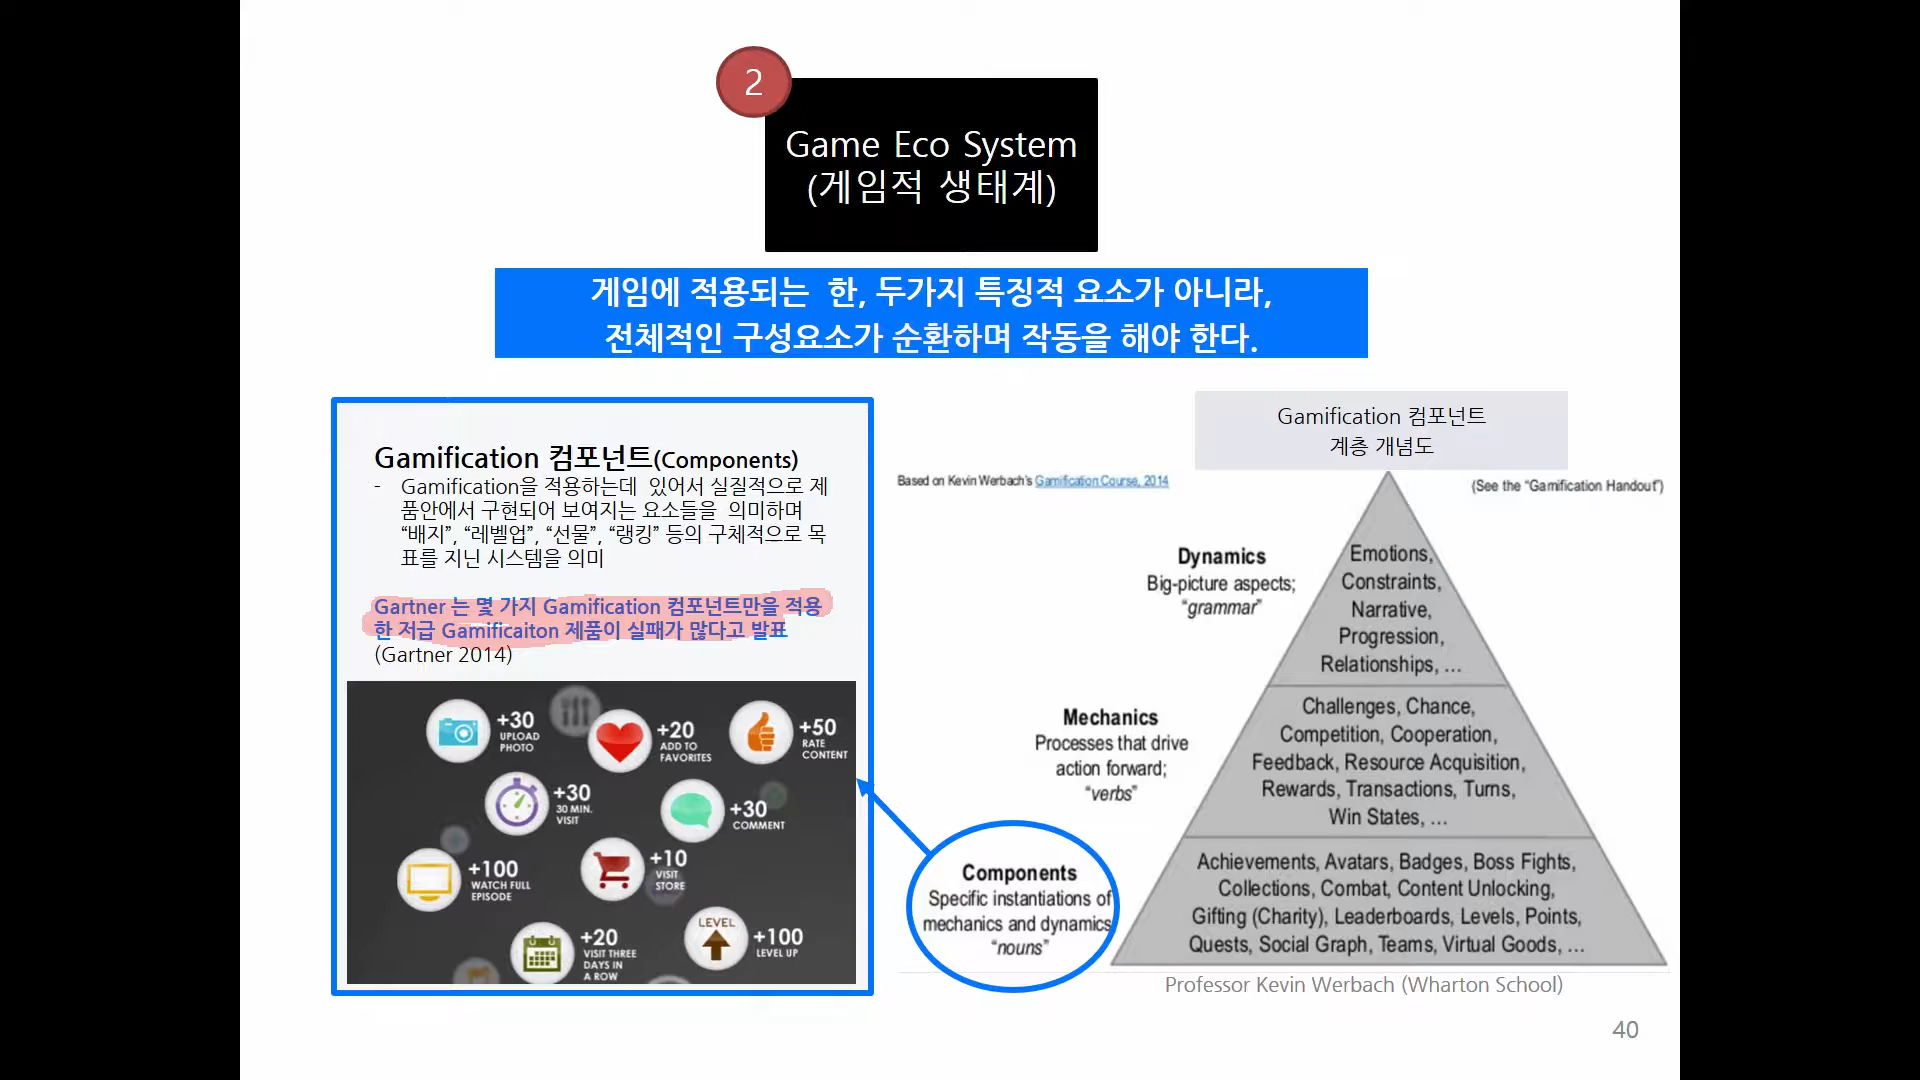 2
Game Eco System
(게임적 생태계)
게임에 적용되는 한, 두가지 특징적 요소가 아니라,
전체적인 구성요소가 순환하며 작동을 해야 한다.
Gamification 컴포넌트(Components)
- Gamification을 적용하는데 있어서 실질적으로 제
품안에서 구현되어 보여지는 요소들을 의미하며
“배지”, “레벨업”, “선물”, “랭킹” 등의 구체적으로 목
표를 지닌 시스템을 의미
Gartner 는 몇 가지 Gamification 컴포넌트만을 적용
한 저급 Gamificaiton 제품이 실패가 많다고 발표
(Gartner 2014)
+30
UPLOAD
PHOTO
+20
ADD TO
FAVORITES
+50
RATE
CONTENT
+30
30 MIN.
VISIT
+30
COMMENT
+100
WATCH FULL
EPISODE
+10
VISIT
STORE
+20
VISIT THREE
DAYS IN
A ROW
LEVEL
+100
LEVEL UP
Gamification 컴포넌트
계층 개념도
Based on Kevin Werbach's Gamification Course, 2014
(See the “Gamification Handout”)
Dynamics
Big-picture aspects;
“grammar”
Emotions,
Constraints,
Narrative,
Progression,
Relationships, ...
Mechanics
Processes that drive
action forward;
“verbs”
Challenges, Chance,
Competition, Cooperation,
Feedback, Resource Acquisition,
Rewards, Transactions, Turns,
Win States, ...
Components
Specific instantiations of
mechanics and dynamics
“nouns”
Achievements, Avatars, Badges, Boss Fights,
Collections, Combat, Content Unlocking,
Gifting (Charity), Leaderboards, Levels, Points,
Quests, Social Graph, Teams, Virtual Goods, ...
Professor Kevin Werbach (Wharton School)
40